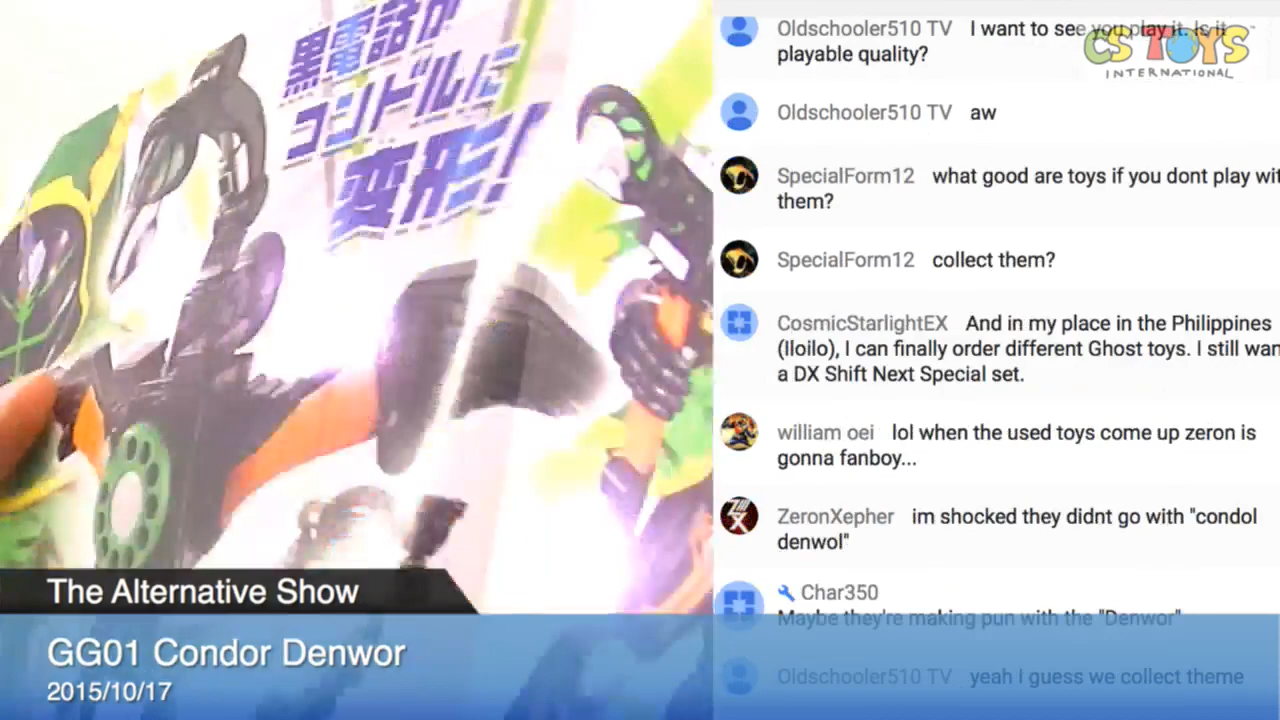 黒電話が
コンドルに
変形!
The Alternative Show
GG01 Condor Denwor
2015/10/17
CS TOYS
INTERNATIONAL
Oldschooler510 TV I want to see you play it. Is it
playable quality?
Oldschooler510 TV aw
SpecialForm12 what good are toys if you dont play wit
them?
SpecialForm12 collect them?
CosmicStarlightEX And in my place in the Philippines
(Iloilo), I can finally order different Ghost toys. I still wan
a DX Shift Next Special set.
william oei lol when the used toys come up zeron is
gonna fanboy...
ZeronXepher im shocked they didnt go with "condol
denwol"
Char350
Maybe they're making pun with the "Denwor"
Oldschooler510 TV yeah I guess we collect theme